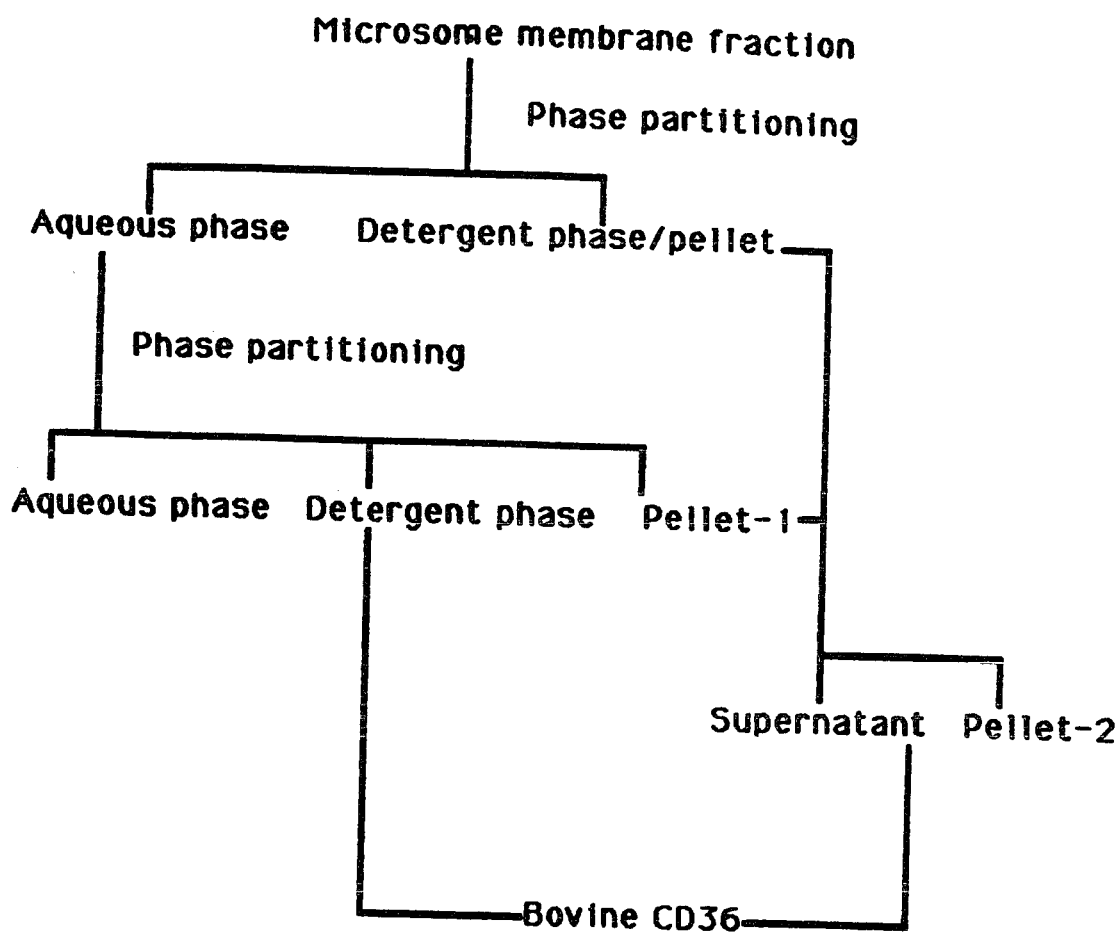 Microsome membrane fraction
Phase partitioning
Aqueous phase
Detergent phase/pellet
Phase partitioning
Aqueous phase
Detergent phase
Pellet-1
Supernatant
Pellet-2
Bovine CD36